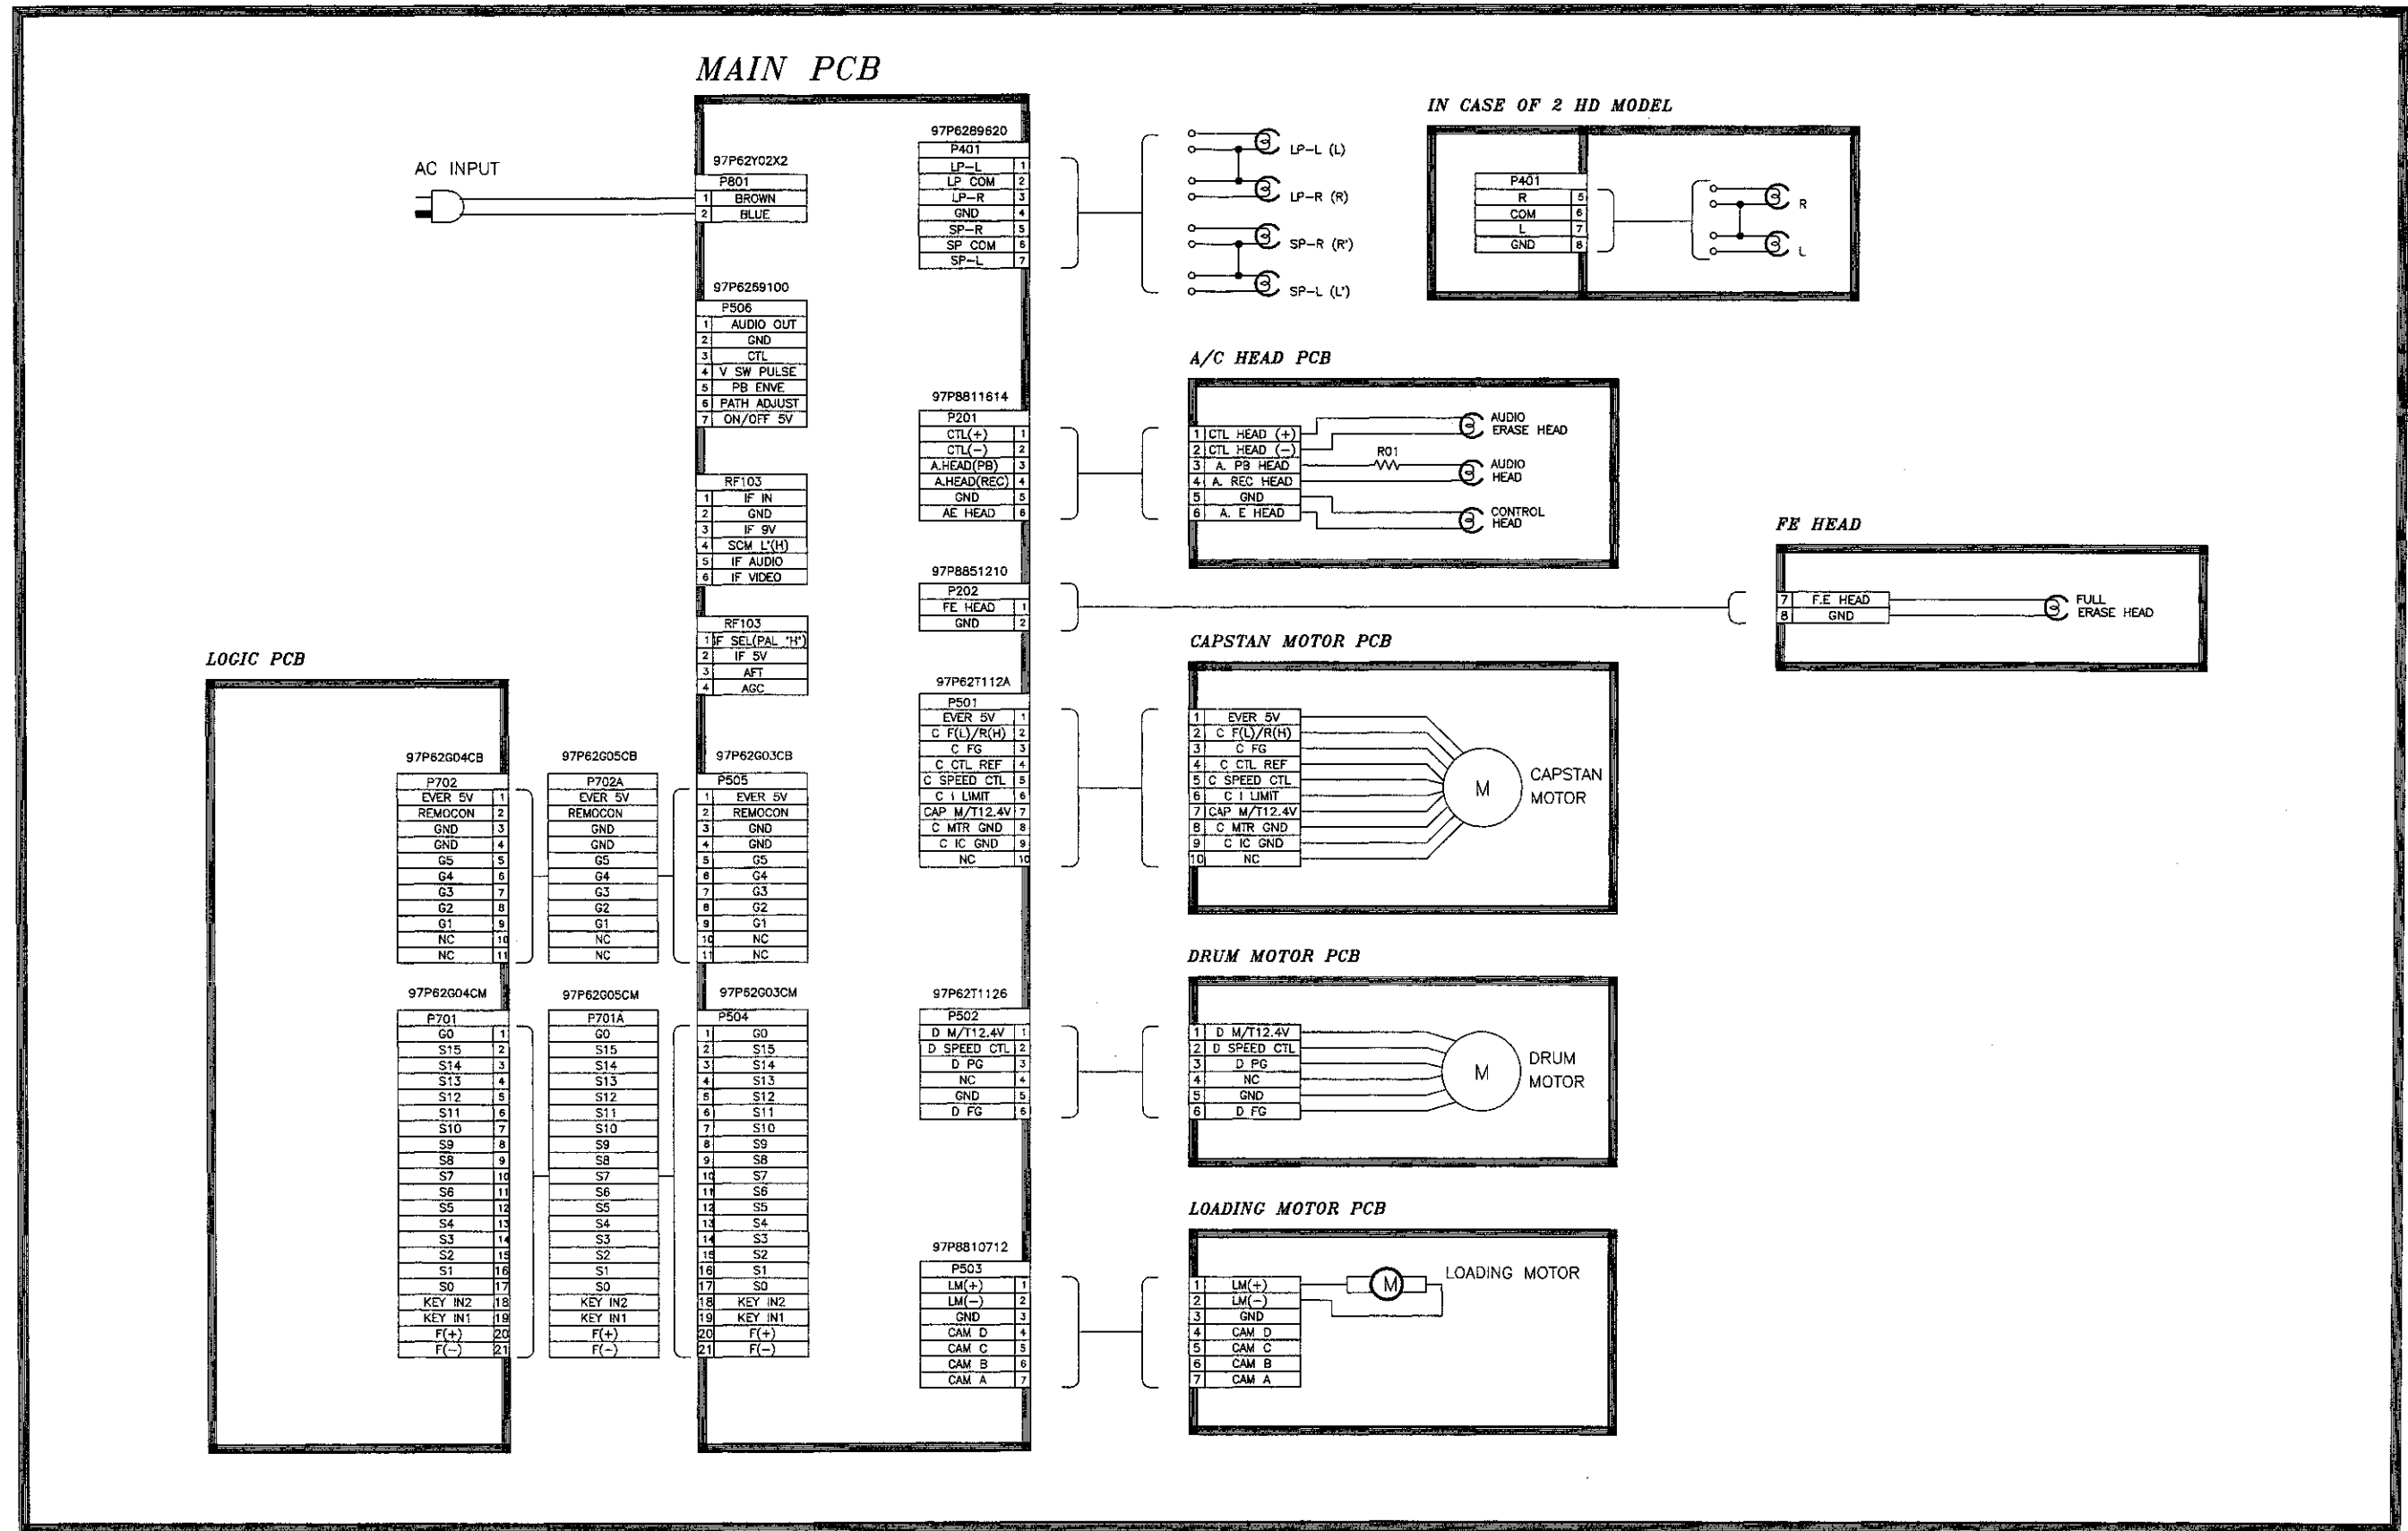 MAIN PCB
AC INPUT
97P62Y02X2
P801
1 BROWN
2 BLUE
97P6269100
P506
1 AUDIO OUT
2 GND
3 CTL
4 V SW PULSE
5 PB ENVE
6 PATH ADJUST
7 ON/OFF 5V
RF103
1 IF IN
2 GND
3 IF 9V
4 SCM L'(H)
5 IF AUDIO
6 IF VIDEO
RF103
1 IF SEL(PAL "H")
2 IF 5V
3 AFT
4 AGC
97P6289620
P401
LP-L 1
LP COM 2
LP-R 3
GND 4
SP-R 5
SP COM 6
SP-L 7
LP-L (L)
LP-R (R)
SP-R (R')
SP-L (L')
IN CASE OF 2 HD MODEL
P401
R 5
COM 6
L 7
GND 8
R
L
97P8811614
P201
CTL(+) 1
CTL(-) 2
A.HEAD(PB) 3
A.HEAD(REC) 4
GND 5
AE HEAD 6
A/C HEAD PCB
1 CTL HEAD (+)
2 CTL HEAD (-)
3 A. PB HEAD
4 A. REC HEAD
5 GND
6 A. E HEAD
R01
AUDIO
ERASE HEAD
AUDIO
HEAD
CONTROL
HEAD
97P8851210
P202
FE HEAD 1
GND 2
FE HEAD
7 F.E HEAD
8 GND
FULL
ERASE HEAD
97P62T112A
P501
EVER 5V 1
C F(L)/R(H) 2
C FG 3
C CTL REF 4
C SPEED CTL 5
C I LIMIT 6
CAP M/T12.4V 7
C MTR GND 8
C IC GND 9
NC 10
CAPSTAN MOTOR PCB
1 EVER 5V
2 C F(L)/R(H)
3 C FG
4 C CTL REF
5 C SPEED CTL
6 C I LIMIT
7 CAP M/T12.4V
8 C MTR GND
9 C IC GND
10 NC
M
CAPSTAN
MOTOR
97P62T1126
P502
D M/T12.4V 1
D SPEED CTL 2
D PG 3
NC 4
GND 5
D FG 6
DRUM MOTOR PCB
1 D M/T12.4V
2 D SPEED CTL
3 D PG
4 NC
5 GND
6 D FG
M
DRUM
MOTOR
97P8810712
P503
LM(+) 1
LM(-) 2
GND 3
CAM D 4
CAM C 5
CAM B 6
CAM A 7
LOADING MOTOR PCB
1 LM(+)
2 LM(-)
3 GND
4 CAM D
5 CAM C
6 CAM B
7 CAM A
M
LOADING MOTOR
LOGIC PCB
97P62G04CB
P702
EVER 5V 1
REMOCON 2
GND 3
GND 4
G5 5
G4 6
G3 7
G2 8
G1 9
NC 10
NC 11
97P62G05CB
P702A
EVER 5V
REMOCON
GND
GND
G5
G4
G3
G2
G1
NC
NC
97P62G03CB
P505
1 EVER 5V
2 REMOCON
3 GND
4 GND
5 G5
6 G4
7 G3
8 G2
9 G1
10 NC
11 NC
97P62G04CM
P701
G0 1
S15 2
S14 3
S13 4
S12 5
S11 6
S10 7
S9 8
S8 9
S7 10
S6 11
S5 12
S4 13
S3 14
S2 15
S1 16
S0 17
KEY IN2 18
KEY IN1 19
F(+) 20
F(-) 21
97P62G05CM
P701A
G0
S15
S14
S13
S12
S11
S10
S9
S8
S7
S6
S5
S4
S3
S2
S1
S0
KEY IN2
KEY IN1
F(+)
F(-)
97P62G03CM
P504
1 G0
2 S15
3 S14
4 S13
5 S12
6 S11
7 S10
8 S9
9 S8
10 S7
11 S6
12 S5
13 S4
14 S3
15 S2
16 S1
17 S0
18 KEY IN2
19 KEY IN1
20 F(+)
21 F(-)